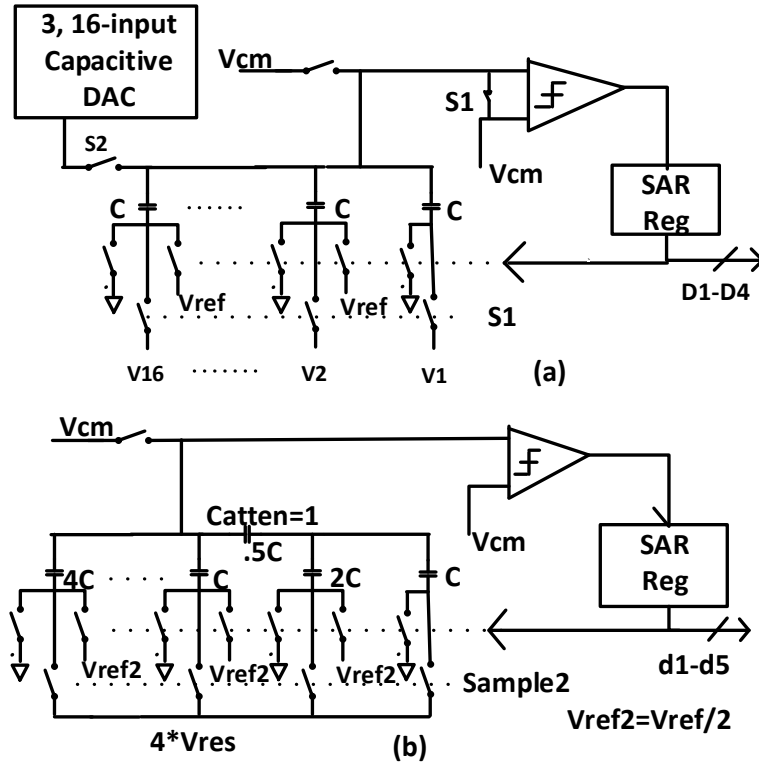 3, 16-input
Capacitive
DAC
Vcm
S1
S2
Vcm
SAR
Reg
C
.......
C
C
Vref
Vref
D1-D4
S1
V16
.......
V2
V1
(a)
Vcm
Catten=1
.5C
Vcm
SAR
Reg
4C
C
2C
C
Vref2
Vref2
Vref2
Sample2
d1-d5
4*Vres
(b)
Vref2=Vref/2